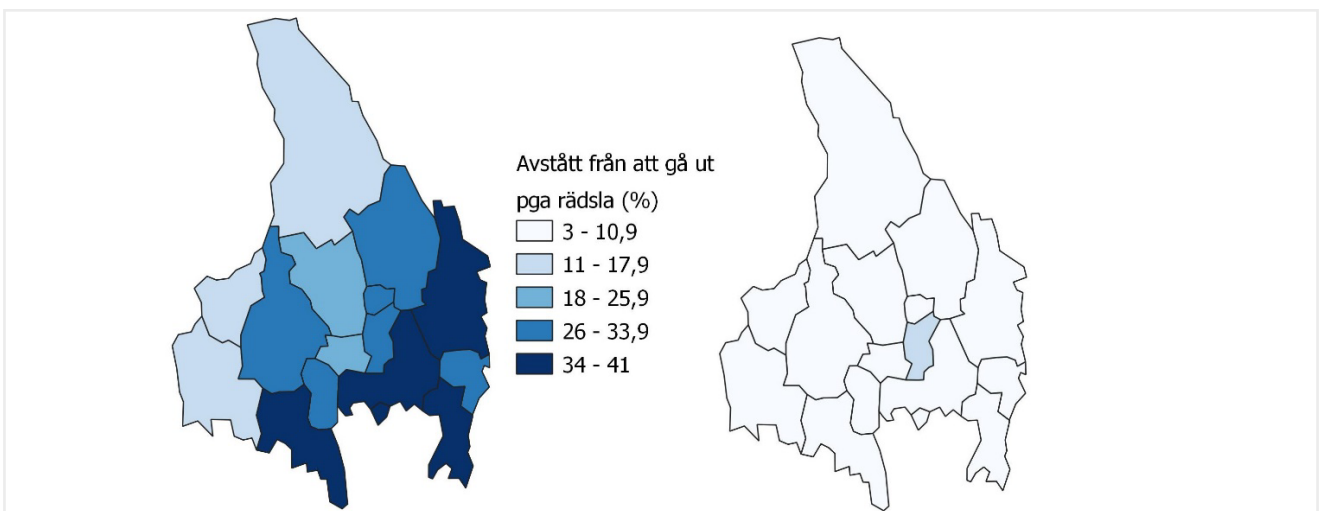 Avstått från att gå ut
pga rädsla (%)
3 - 10,9
11 - 17,9
18 - 25,9
26 - 33,9
34 - 41